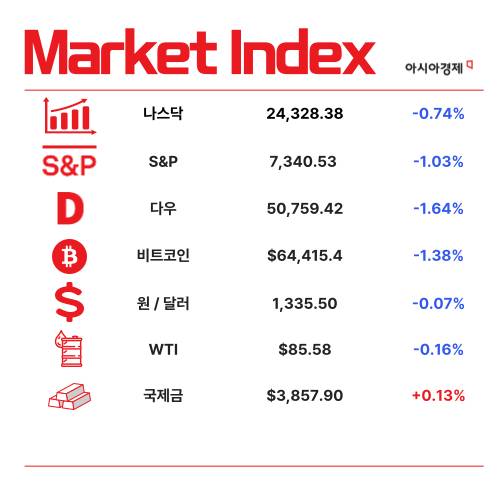 Market Index 아시아경제
나스닥 24,328.38 -0.74%
S&P S&P 7,340.53 -1.03%
D 다우 50,759.42 -1.64%
비트코인 $64,415.4 -1.38%
$ 원 / 달러 1,335.50 -0.07%
WTI $85.58 -0.16%
국제금 $3,857.90 +0.13%